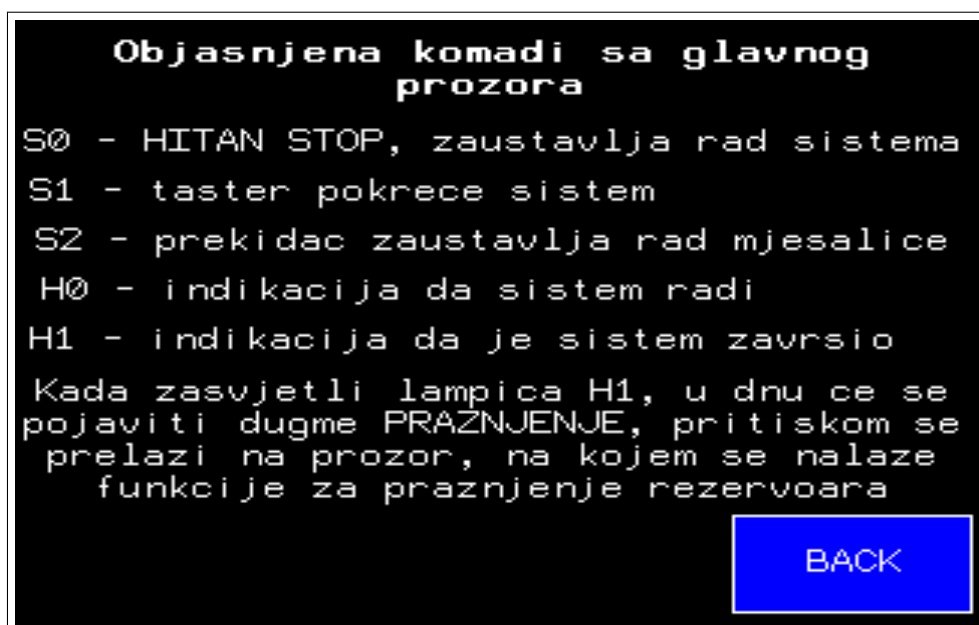 Objasnjena komadi sa glavnog
prozora
S0 - HITAN STOP, zaustavlja rad sistema
S1 - taster pokrece sistem
S2 - prekidac zaustavlja rad mjesalice
H0 - indikacija da sistem radi
H1 - indikacija da je sistem zavrsio
Kada zasvjetli lampica H1, u dnu ce se
pojaviti dugme PRAZNJENJE, pritiskom se
prelazi na prozor, na kojem se nalaze
funkcije za praznjenje rezervoara
BACK